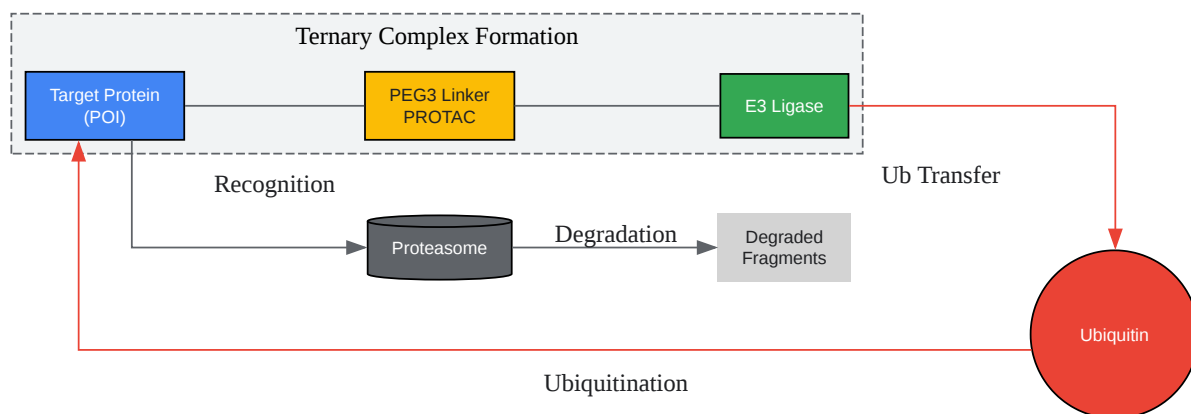 Ternary Complex Formation
Target Protein
(POI)
PEG3 Linker
PROTAC
E3 Ligase
Recognition
Ub Transfer
Proteasome
Degradation
Degraded
Fragments
Ubiquitin
Ubiquitination